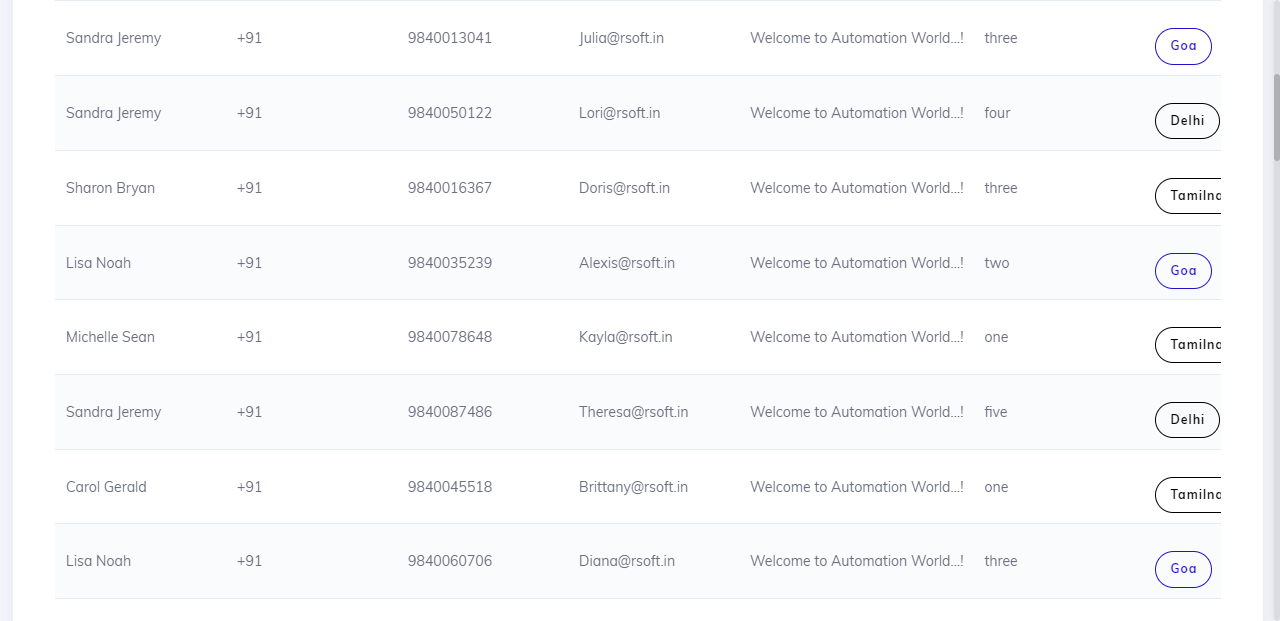 Sandra Jeremy +91 9840013041 Julia@rsoft.in Welcome to Automation World...! three Goa
Sandra Jeremy +91 9840050122 Lori@rsoft.in Welcome to Automation World...! four Delhi
Sharon Bryan +91 9840016367 Doris@rsoft.in Welcome to Automation World...! three
Lisa Noah +91 9840035239 Alexis@rsoft.in Welcome to Automation World...! two Goa
Michelle Sean +91 9840078648 Kayla@rsoft.in Welcome to Automation World...! one
Sandra Jeremy +91 9840087486 Theresa@rsoft.in Welcome to Automation World...! five Delhi
Carol Gerald +91 9840045518 Brittany@rsoft.in Welcome to Automation World...! one
Lisa Noah +91 9840060706 Diana@rsoft.in Welcome to Automation World...! three Goa